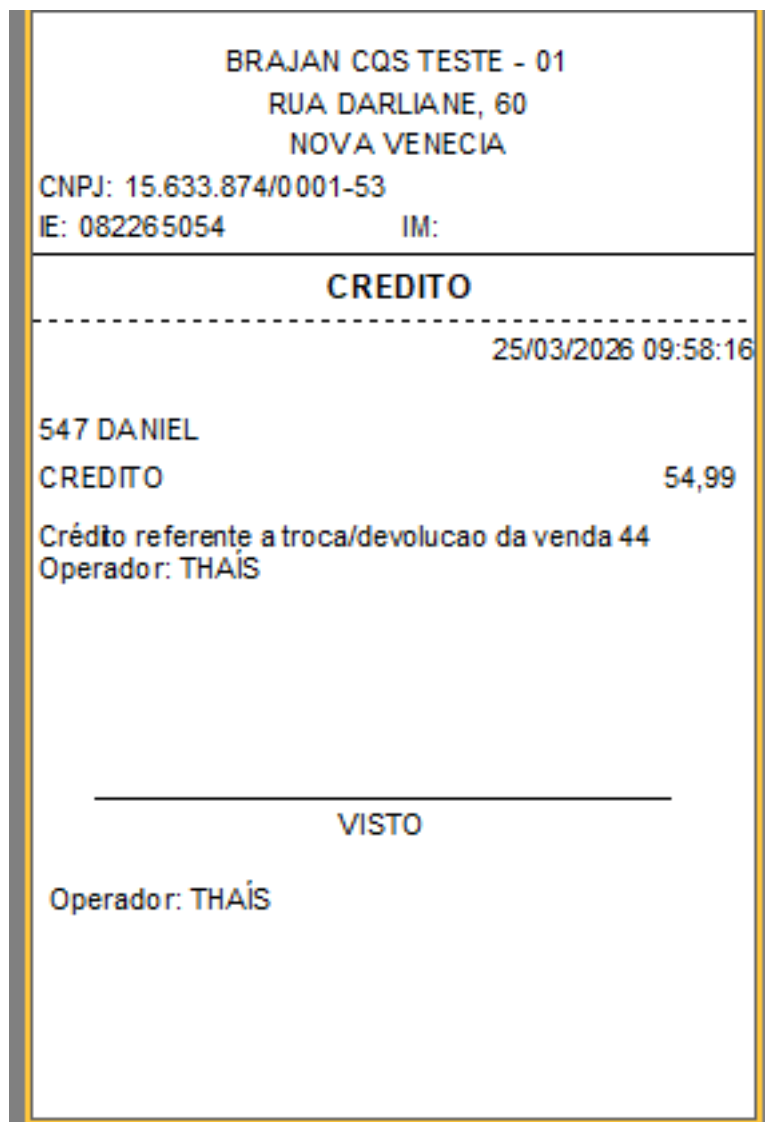 BRAJAN CQS TESTE - 01
RUA DARLIANE, 60
NOVA VENECIA
CNPJ: 15.633.874/0001-53
IE: 082265054 IM:
CREDITO
25/03/2026 09:58:16
547 DANIEL
CREDITO 54,99
Crédito referente a troca/devolucao da venda 44
Operador: THAÍS
VISTO
Operador: THAÍS